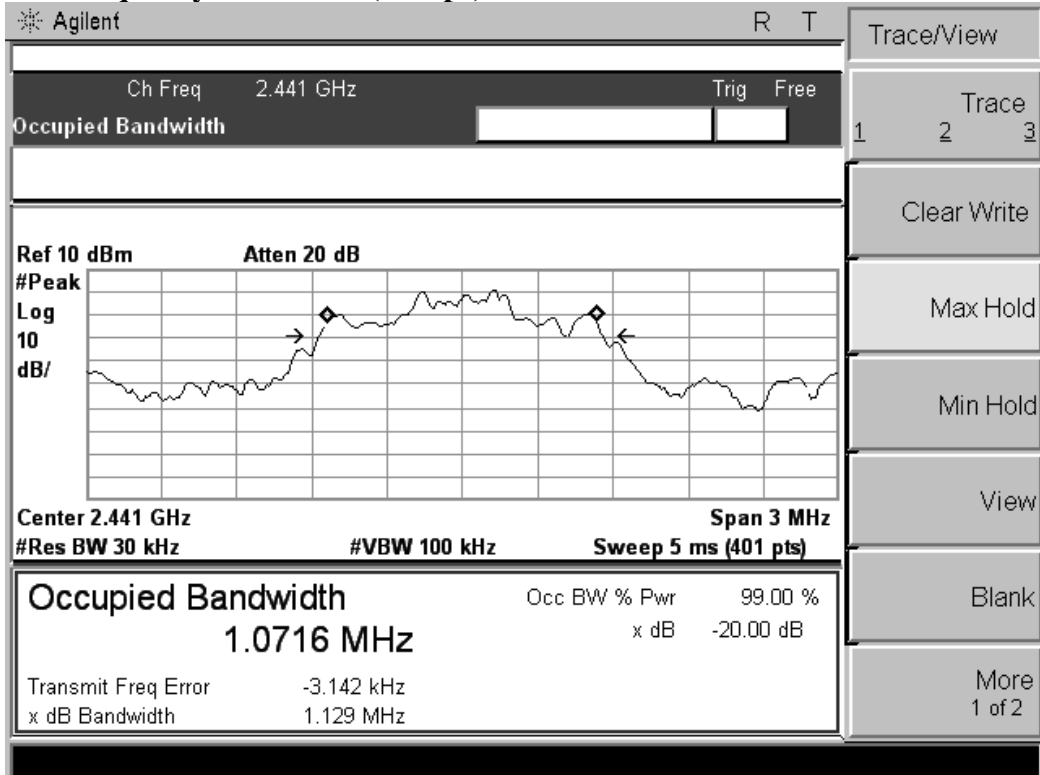 Agilent R T
Trace/View
Ch Freq 2.441 GHz Trig Free
Occupied Bandwidth
Trace
1 2 3
Clear Write
Ref 10 dBm Atten 20 dB
#Peak
Log
10
dB/
Max Hold
Min Hold
View
Center 2.441 GHz Span 3 MHz
#Res BW 30 kHz #VBW 100 kHz Sweep 5 ms (401 pts)
Occupied Bandwidth Occ BW % Pwr 99.00 %
1.0716 MHz x dB -20.00 dB
Blank
Transmit Freq Error -3.142 kHz
x dB Bandwidth 1.129 MHz
More
1 of 2